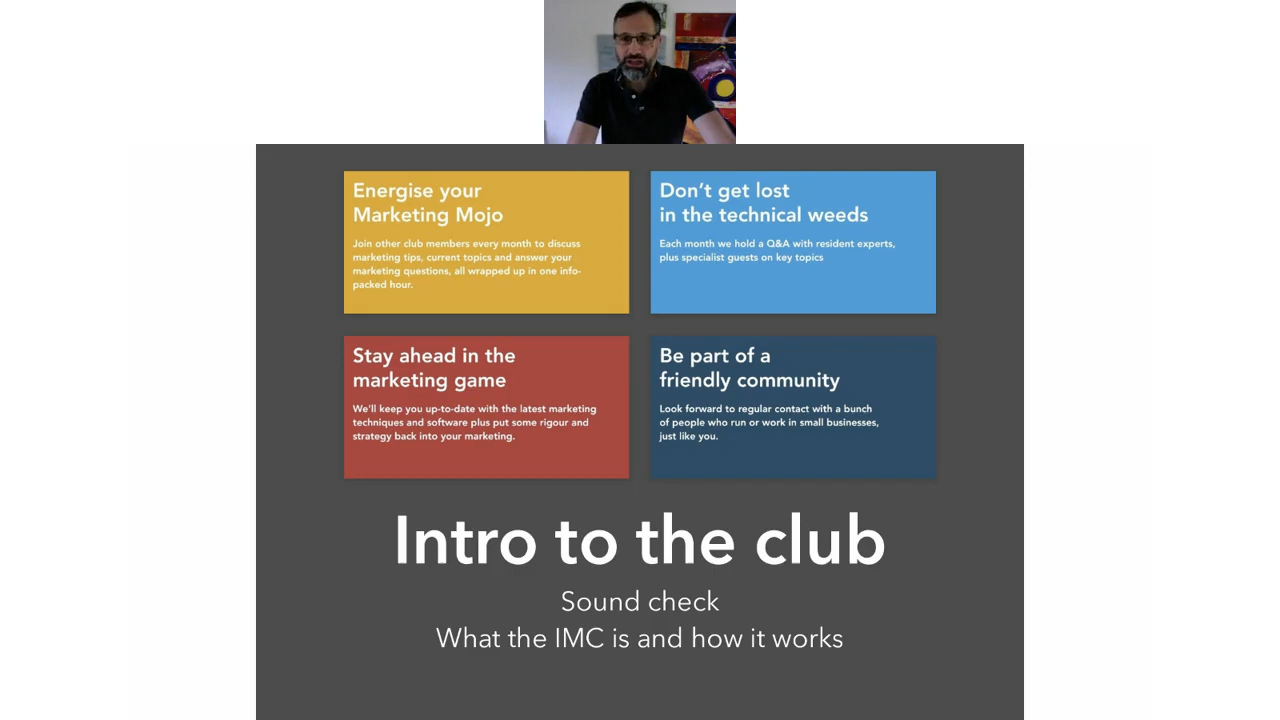 Energise your
Marketing Mojo
Join other club members every month to discuss
marketing tips, current topics and answer your
marketing questions, all wrapped up in one info-
packed hour.
Don't get lost
in the technical weeds
Each month we hold a Q&A with resident experts,
plus specialist guests on key topics
Stay ahead in the
marketing game
We'll keep you up-to-date with the latest marketing
techniques and software plus put some rigour and
strategy back into your marketing.
Be part of a
friendly community
Look forward to regular contact with a bunch
of people who run or work in small businesses,
just like you.
Intro to the club
Sound check
What the IMC is and how it works